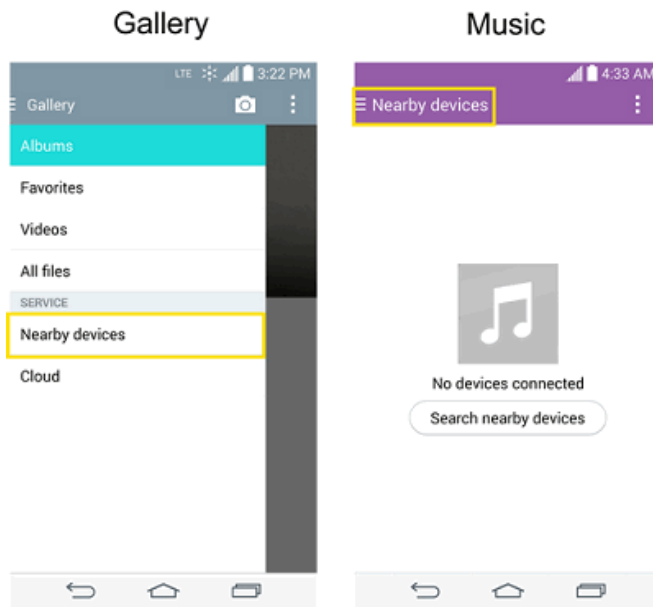 Gallery
LTE 3:22 PM
Gallery
Albums
Favorites
Videos
All files
SERVICE
Nearby devices
Cloud
Music
4:33 AM
Nearby devices
No devices connected
Search nearby devices